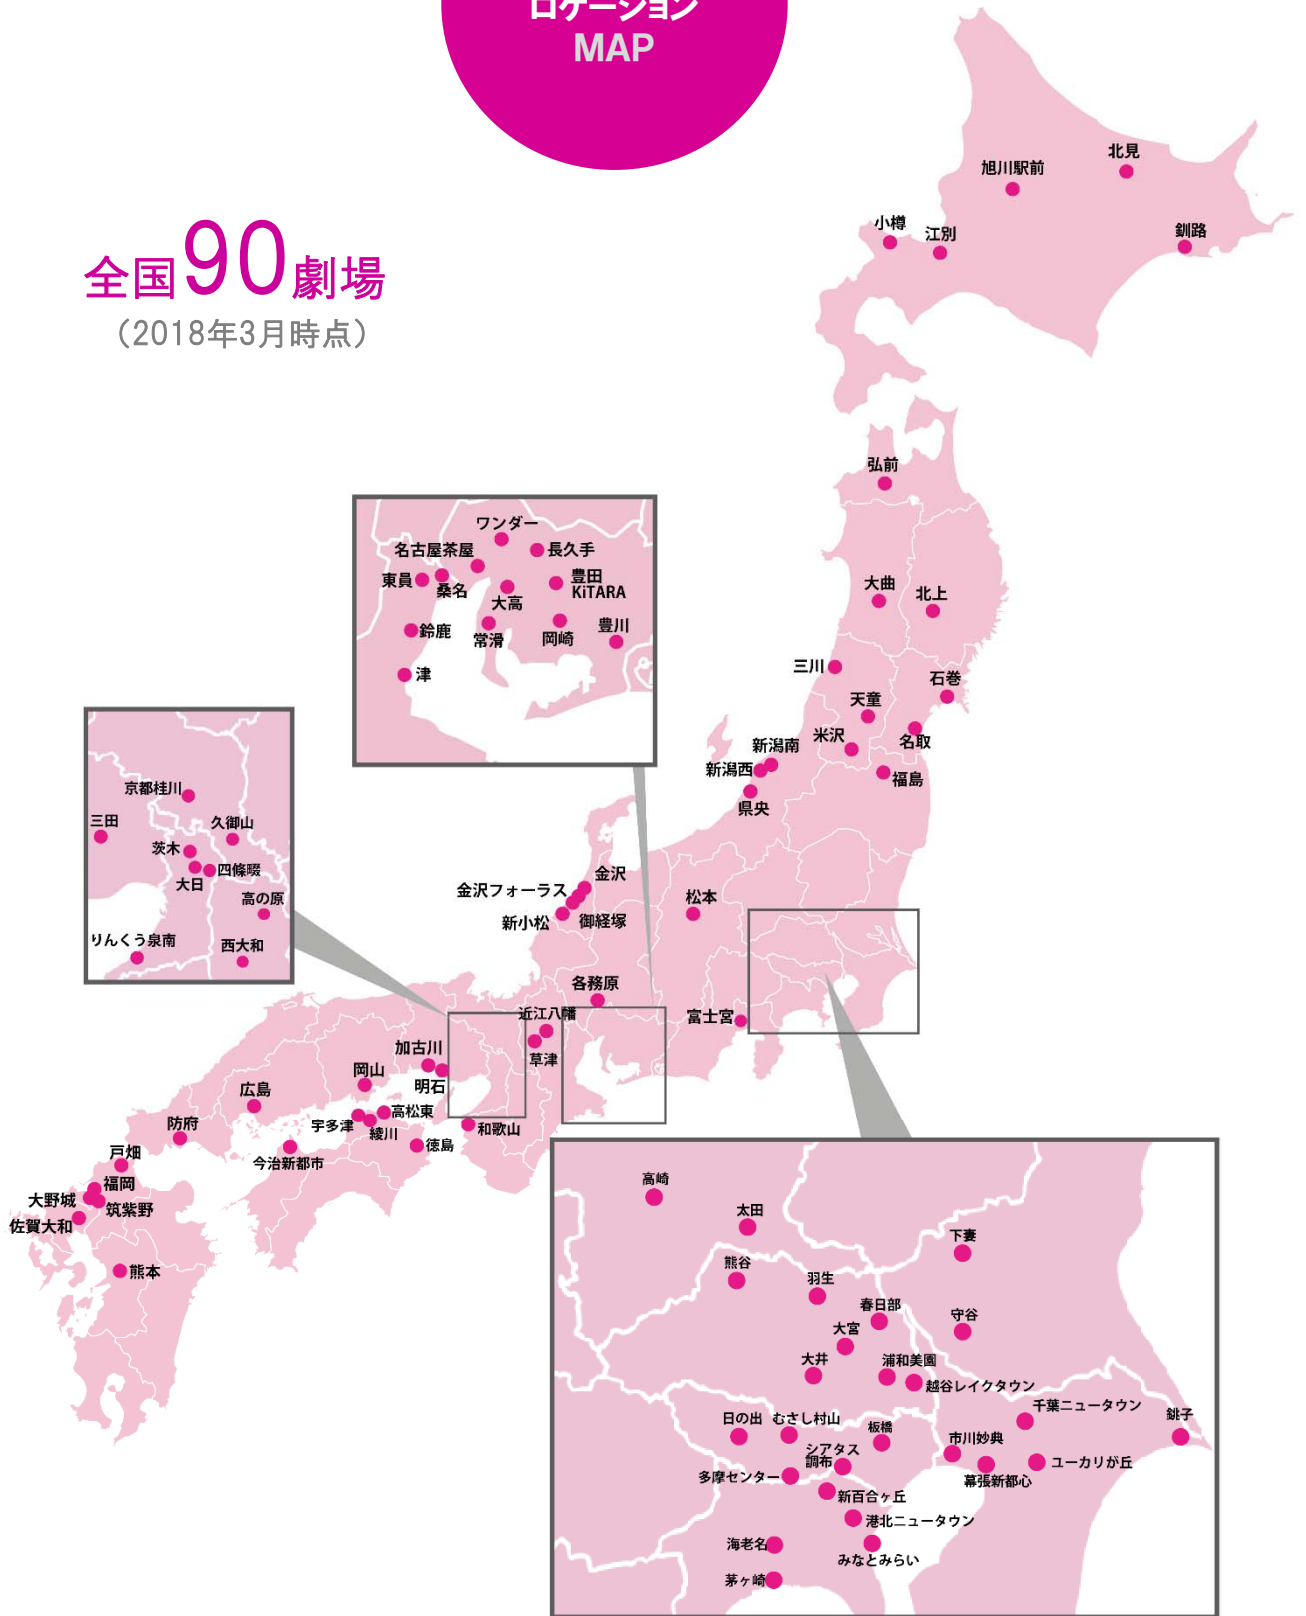 ロケーション
MAP
全国90劇場
（2018年3月時点）
旭川駅前
北見
小樽
江別
釧路
弘前
大曲
北上
三川
石巻
天童
米沢
名取
新潟南
新潟西
福島
県央
ワンダー
名古屋茶屋
長久手
東員
桑名
豊田
KiTARA
大高
鈴鹿
常滑
岡崎
豊川
津
京都桂川
三田
久御山
茨木
四條畷
大日
高の原
りんくう泉南
西大和
金沢
金沢フォーラス
新小松
御経塚
松本
各務原
富士宮
近江八幡
草津
加古川
明石
岡山
広島
高松東
宇多津
綾川
和歌山
徳島
防府
今治新都市
戸畑
福岡
大野城
筑紫野
佐賀大和
熊本
高崎
太田
下妻
熊谷
羽生
春日部
守谷
大宮
大井
浦和美園
越谷レイクタウン
千葉ニュータウン
銚子
日の出
むさし村山
板橋
市川妙典
シアタス
調布
ユーカリが丘
多摩センター
幕張新都心
新百合ヶ丘
港北ニュータウン
海老名
みなとみらい
茅ヶ崎